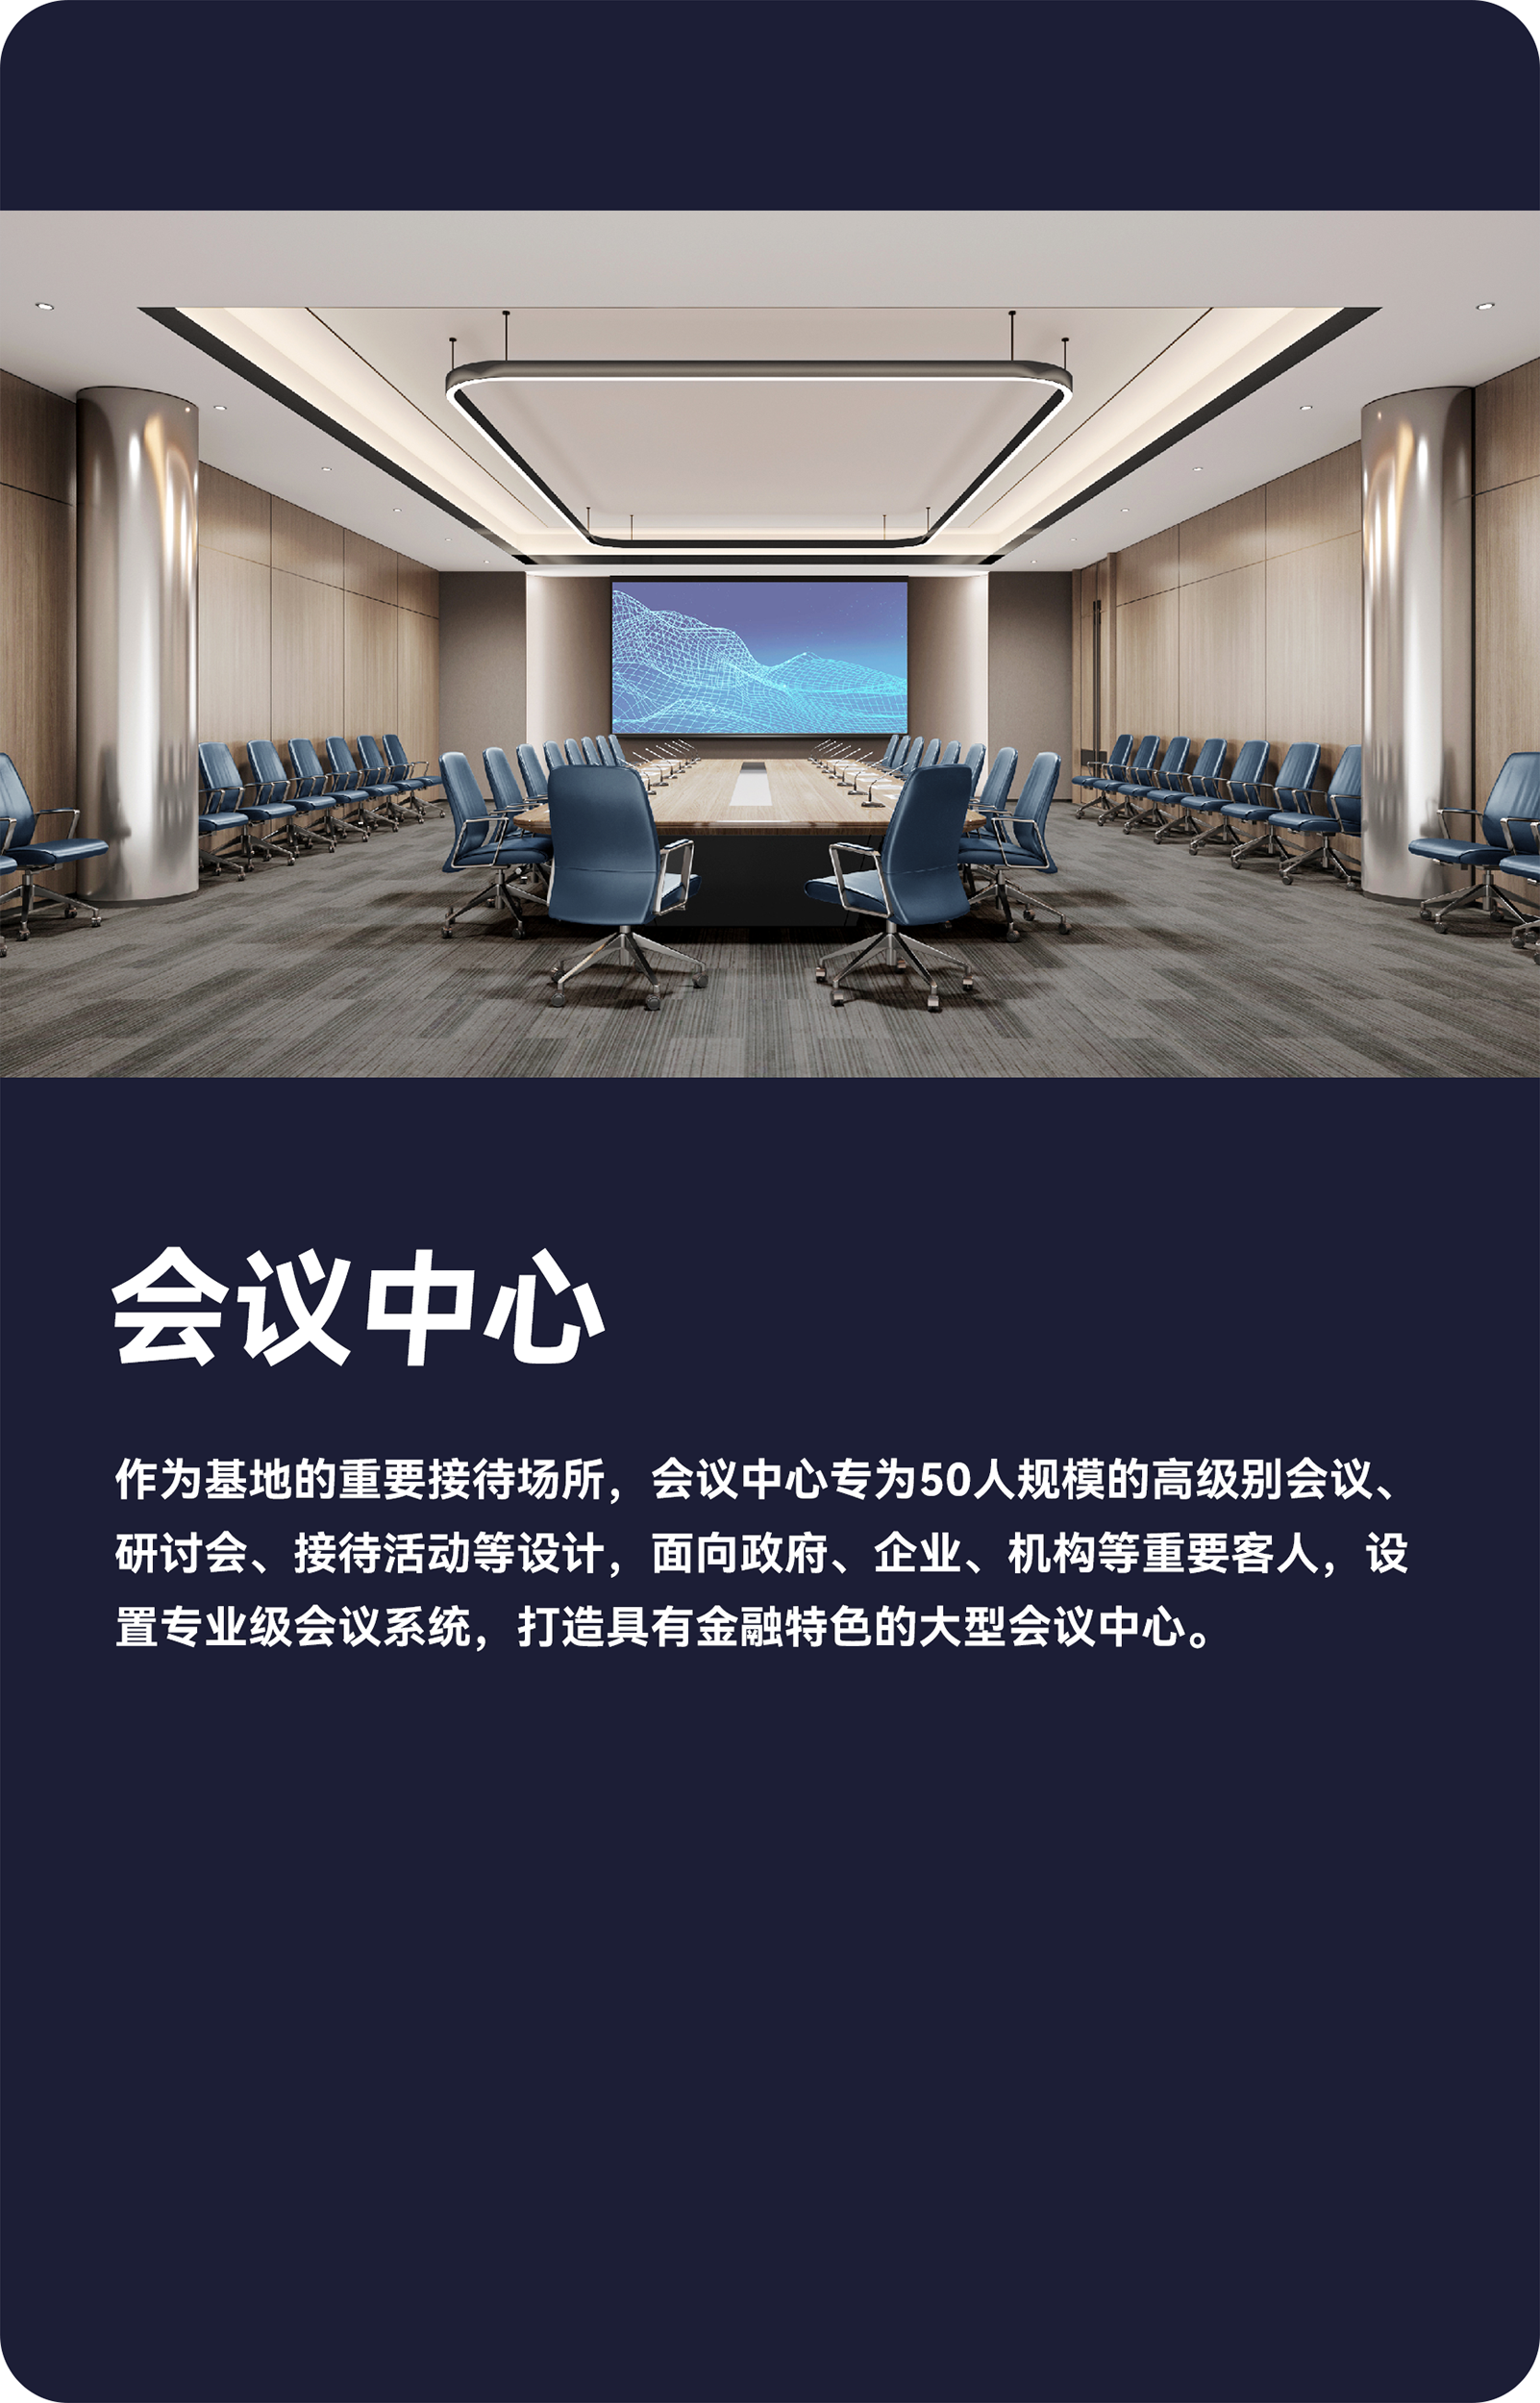 会议中心
作为基地的重要接待场所，会议中心专为50人规模的高级别会议、
研讨会、接待活动等设计，面向政府、企业、机构等重要客人，设
置专业级会议系统，打造具有金融特色的大型会议中心。